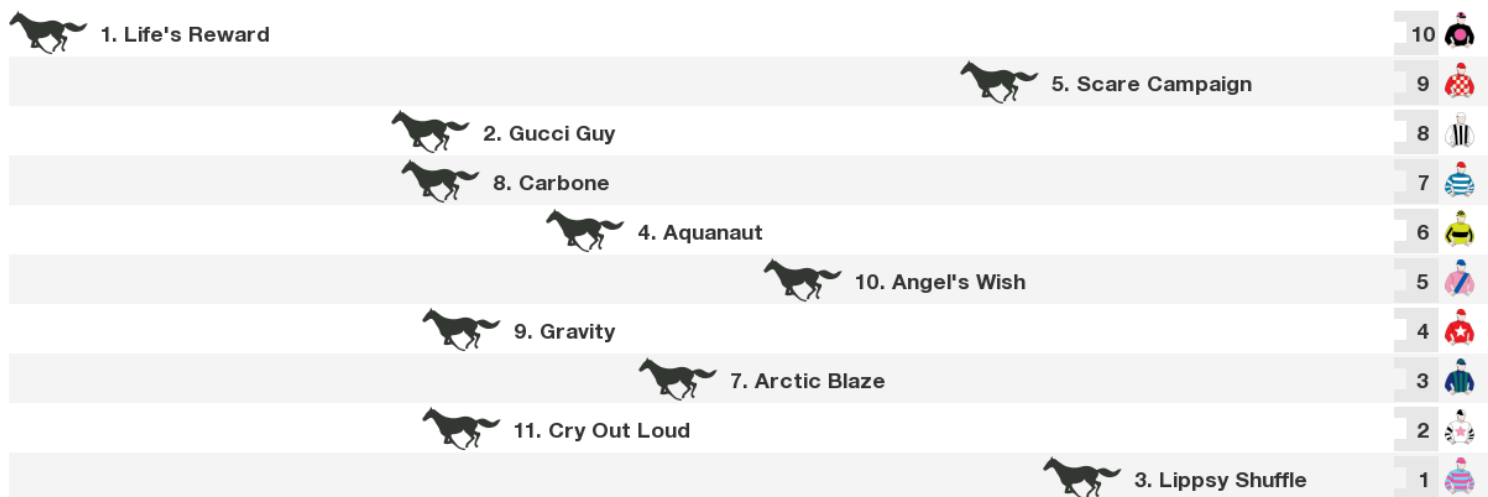 1. Life's Reward 10
5. Scare Campaign 9
2. Gucci Guy 8
8. Carbone 7
4. Aquanaut 6
10. Angel's Wish 5
9. Gravity 4
7. Arctic Blaze 3
11. Cry Out Loud 2
3. Lippsy Shuffle 1